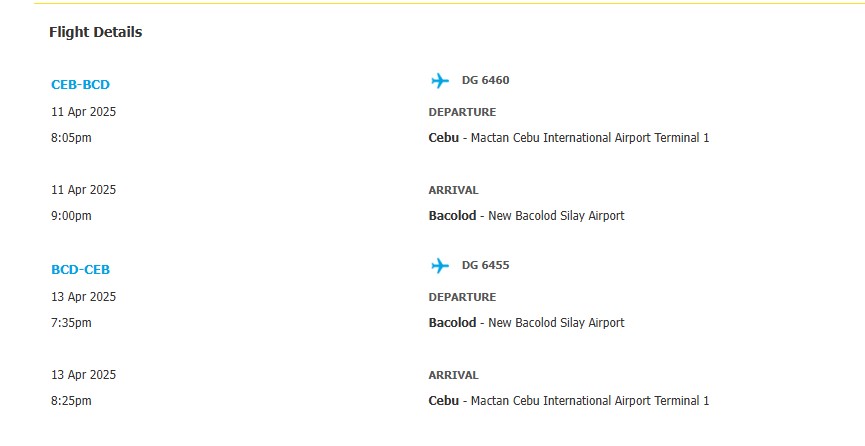 Flight Details
CEB-BCD
DG 6460
11 Apr 2025
DEPARTURE
8:05pm
Cebu - Mactan Cebu International Airport Terminal 1
11 Apr 2025
ARRIVAL
9:00pm
Bacolod - New Bacolod Silay Airport
BCD-CEB
DG 6455
13 Apr 2025
DEPARTURE
7:35pm
Bacolod - New Bacolod Silay Airport
13 Apr 2025
ARRIVAL
8:25pm
Cebu - Mactan Cebu International Airport Terminal 1